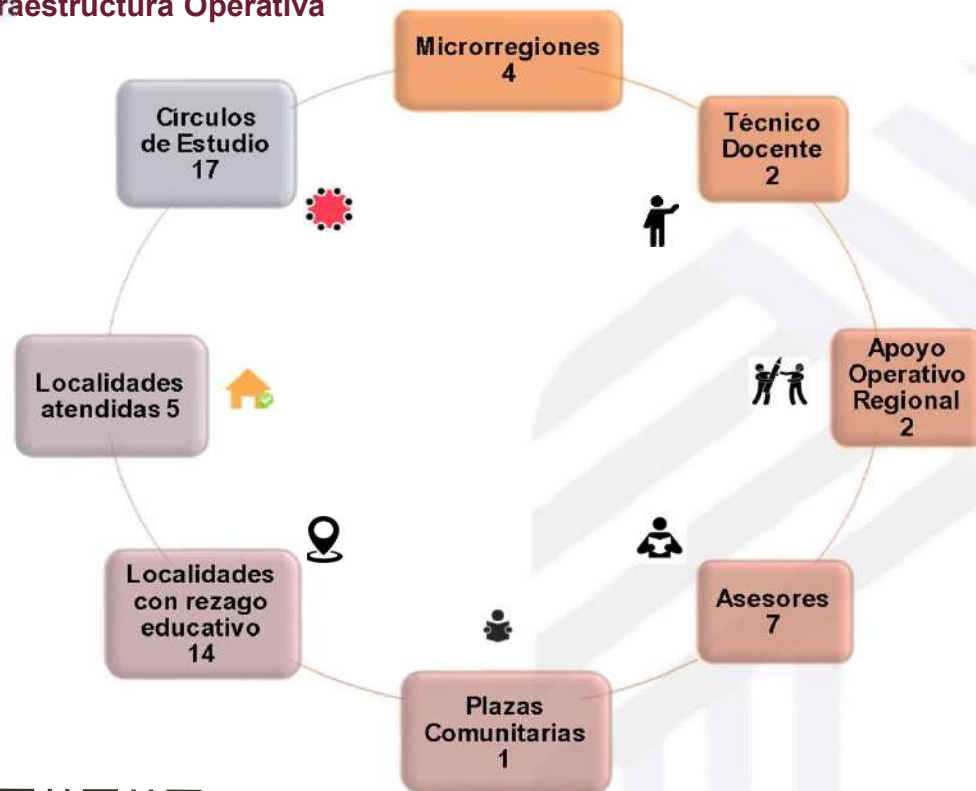 raestructura Operativa
Microrregiones
4
Técnico
Docente
2
Apoyo
Operativo
Regional
2
Asesores
7
Plazas
Comunitarias
1
Localidades
con rezago
educativo
14
Localidades
atendidas 5
Círculos
de Estudio
17